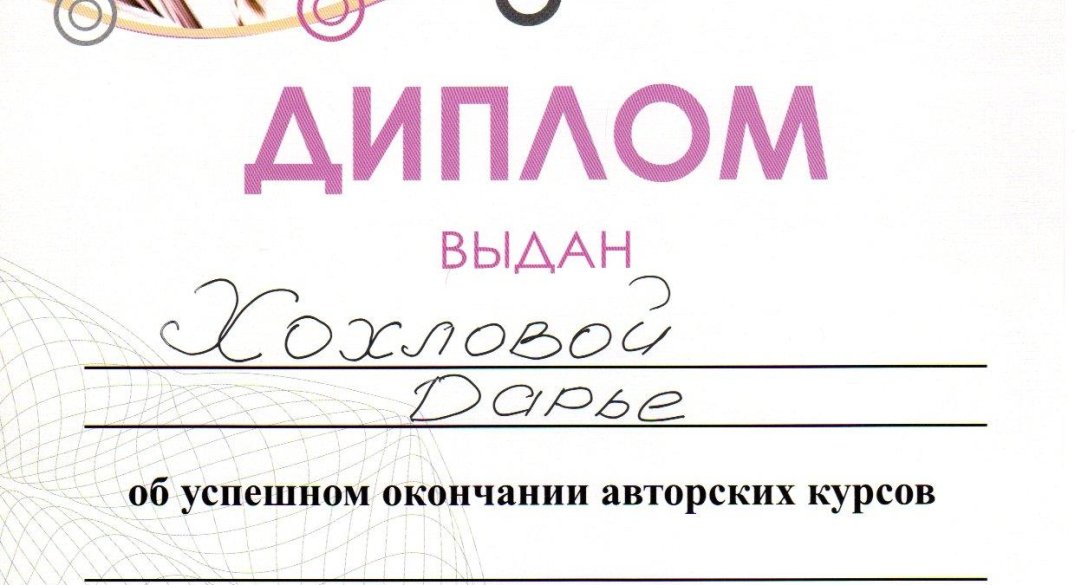 ДИПЛОМ
ВЫДАН
Хохловой
Дарье
об успешном окончании авторских курсов